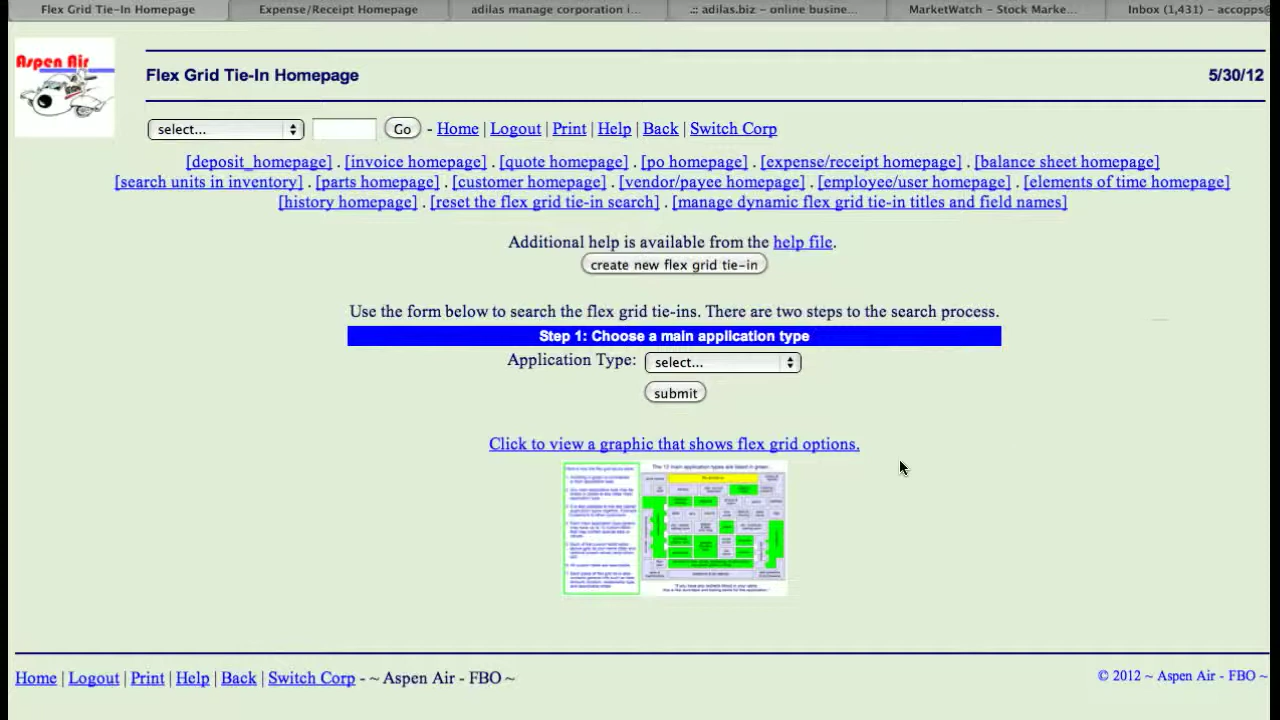 Flex Grid Tie-In Homepage Expense/Receipt Homepage adilas manage corporation i... .:: adilas.biz – online busine... MarketWatch – Stock Marke... Inbox (1,431) – accopps@
Aspen Air
Flex Grid Tie-In Homepage 5/30/12
select... Go - Home | Logout | Print | Help | Back | Switch Corp
[deposit_homepage] . [invoice homepage] . [quote homepage] . [po homepage] . [expense/receipt homepage] . [balance sheet homepage]
[search units in inventory] . [parts homepage] . [customer homepage] . [vendor/payee homepage] . [employee/user homepage] . [elements of time homepage]
[history homepage] . [reset the flex grid tie-in search] . [manage dynamic flex grid tie-in titles and field names]
Additional help is available from the help file.
create new flex grid tie-in
Use the form below to search the flex grid tie-ins. There are two steps to the search process.
Step 1: Choose a main application type
Application Type: select...
submit
Click to view a graphic that shows flex grid options.
The 12 main application types are listed in green.
Home | Logout | Print | Help | Back | Switch Corp - ~ Aspen Air - FBO ~
© 2012 ~ Aspen Air - FBO ~